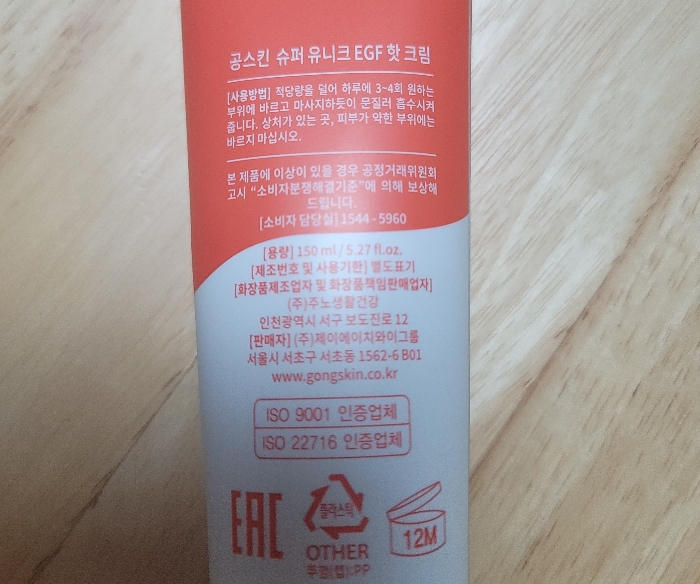 공스킨 슈퍼 유니크 EGF 핫 크림
[사용방법] 적당량을 덜어 하루에 3~4회 원하는
부위에 바르고 마사지하듯이 문질러 흡수시켜
줍니다. 상처가 있는 곳, 피부가 약한 부위에는
바르지 마십시오.
본 제품에 이상이 있을 경우 공정거래위원회
고시 “소비자분쟁해결기준”에 의해 보상해
드립니다.
[소비자 담당실] 1544 - 5960
[용량] 150 ml / 5.27 fl.oz.
[제조번호 및 사용기한] 별도표기
[화장품제조업자 및 화장품책임판매업자]
(주)주노생활건강
인천광역시 서구 보도진로 12
[판매자] (주)제이에이치와이그룹
서울시 서초구 서초동 1562-6 B01
www.gongskin.co.kr
ISO 9001 인증업체
ISO 22716 인증업체
EAC
플라스틱
12M
OTHER
뚜껑(캡):PP